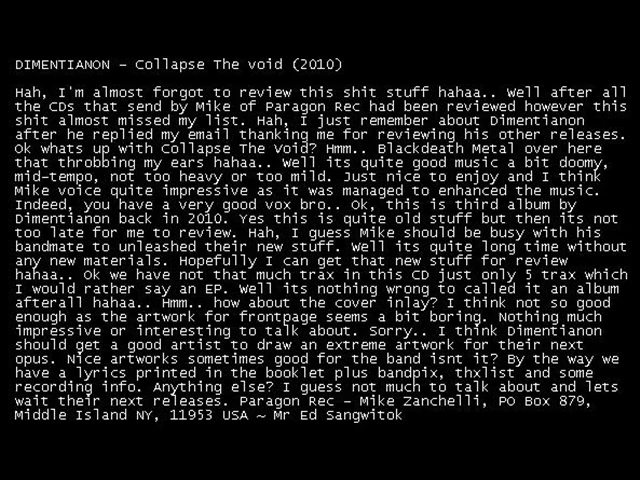 DIMENTIANON – Collapse The void (2010)
Hah, I'm almost forgot to review this shit stuff hahaa.. Well after all
the CDs that send by Mike of Paragon Rec had been reviewed however this
shit almost missed my list. Hah, I just remember about Dimentianon
after he replied my email thanking me for reviewing his other releases.
Ok whats up with Collapse The Void? Hmm.. Blackdeath Metal over here
that throbbing my ears hahaa.. Well its quite good music a bit doomy,
mid-tempo, not too heavy or too mild. Just nice to enjoy and I think
Mike voice quite impressive as it was managed to enhanced the music.
Indeed, you have a very good vox bro.. Ok, this is third album by
Dimentianon back in 2010. Yes this is quite old stuff but then its not
too late for me to review. Hah, I guess Mike should be busy with his
bandmate to unleashed their new stuff. Well its quite long time without
any new materials. Hopefully I can get that new stuff for review
hahaa.. Ok we have not that much trax in this CD just only 5 trax which
I would rather say an EP. Well its nothing wrong to called it an album
afterall hahaa.. Hmm.. how about the cover inlay? I think not so good
enough as the artwork for frontpage seems a bit boring. Nothing much
impressive or interesting to talk about. Sorry.. I think Dimentianon
should get a good artist to draw an extreme artwork for their next
opus. Nice artworks sometimes good for the band isnt it? By the way we
have a lyrics printed in the booklet plus bandpix, thxlist and some
recording info. Anything else? I guess not much to talk about and lets
wait their next releases. Paragon Rec – Mike Zanchelli, PO Box 879,
Middle Island NY, 11953 USA ~ Mr Ed Sangwitok